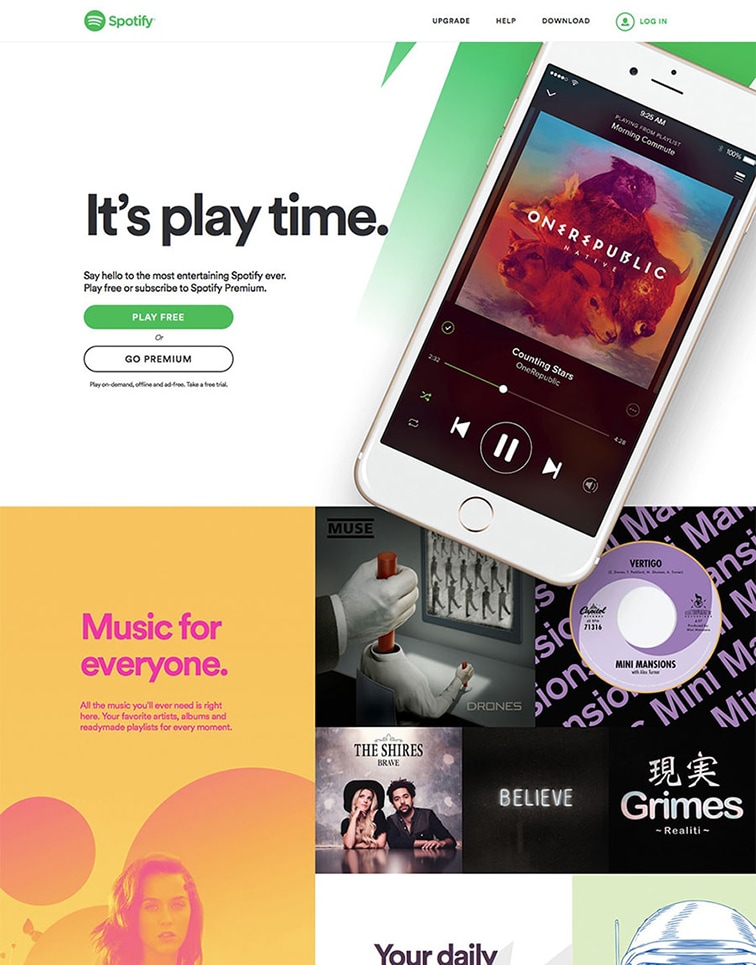 Spotify
UPGRADE
HELP
DOWNLOAD
LOG IN
9:25 AM
100%
PLAYING FROM PLAYLIST
Morning Commute
ONEREPUBLIC
NATIVE
It's play time.
Say hello to the most entertaining Spotify ever.
Play free or subscribe to Spotify Premium.
PLAY FREE
Or
GO PREMIUM
Play on-demand, offline and ad-free. Take a free trial.
2:32
Counting Stars
OneRepublic
4:28
Music for
everyone.
All the music you'll ever need is right
here. Your favorite artists, albums and
readymade playlists for every moment.
MUSE
DRONES
Mini Mansions
VERTIGO
Capitol
71316
MINI MANSIONS
with Alex Turner
THE SHIRES
BRAVE
BELIEVE
現実
Grimes
~Realiti~
Your daily